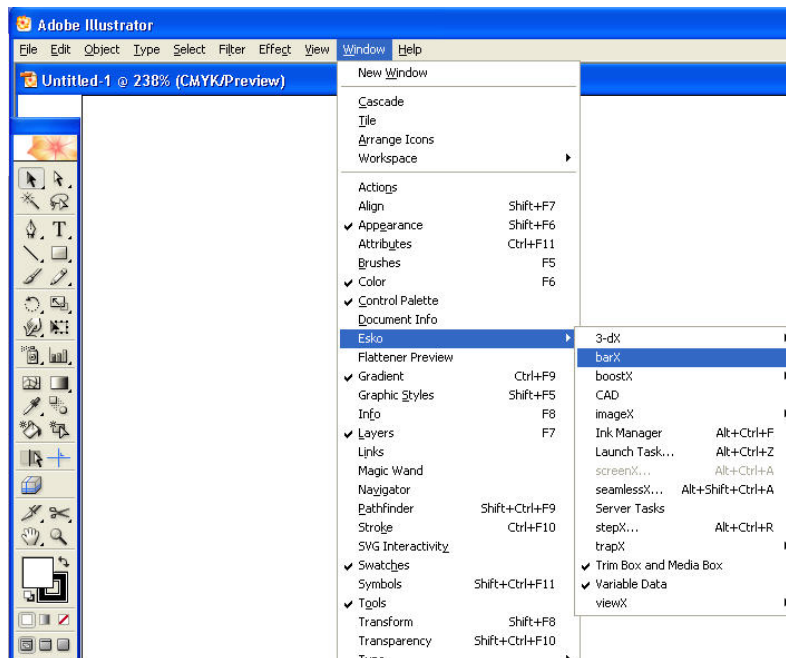 Adobe Illustrator
File Edit Object Type Select Filter Effect View Window Help
Untitled-1 @ 238% (CMYK/Preview)
New Window
Cascade
Tile
Arrange Icons
Workspace
Actions
Align Shift+F7
Appearance Shift+F6
Attributes Ctrl+F11
Brushes F5
Color F6
Control Palette
Document Info
Esko
Flattener Preview
Gradient Ctrl+F9
Graphic Styles Shift+F5
Info F8
Layers F7
Links
Magic Wand
Navigator
Pathfinder Shift+Ctrl+F9
Stroke Ctrl+F10
SVG Interactivity
Swatches
Symbols Shift+Ctrl+F11
Tools
Transform Shift+F8
Transparency Shift+Ctrl+F10
Type
3-dX
barX
boostX
CAD
imageX
Ink Manager Alt+Ctrl+F
Launch Task... Alt+Ctrl+Z
screenX... Alt+Ctrl+A
seamlessX... Alt+Shift+Ctrl+A
Server Tasks
stepX... Alt+Ctrl+R
trapX
Trim Box and Media Box
Variable Data
viewX